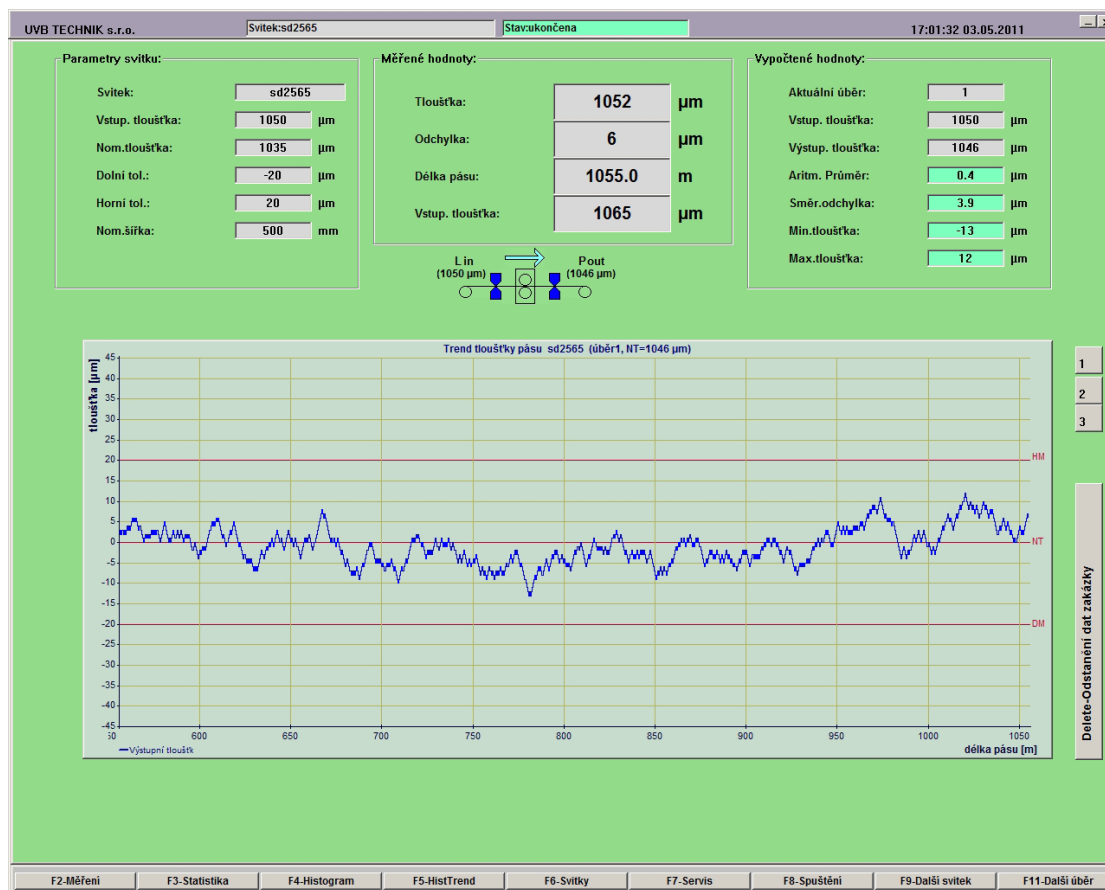 UVB TECHNIK s.r.o. Svitek:sd2565 Stav:ukončena 17:01:32 03.05.2011
Parametry svitku:
Svitek: sd2565
Vstup. tloušťka: 1050 µm
Nom.tloušťka: 1035 µm
Dolní tol.: -20 µm
Horní tol.: 20 µm
Nom.šířka: 500 mm
Měřené hodnoty:
Tloušťka: 1052 µm
Odchylka: 6 µm
Délka pásu: 1055.0 m
Vstup. tloušťka: 1065 µm
Vypočtené hodnoty:
Aktuální úběr: 1
Vstup. tloušťka: 1050 µm
Výstup. tloušťka: 1046 µm
Aritm. Průměr: 0.4 µm
Směr.odchylka: 3.9 µm
Min.tloušťka: -13 µm
Max.tloušťka: 12 µm
L in Pout
(1050 µm) (1046 µm)
Trend tloušťky pásu sd2565 (úběr1, NT=1046 µm)
tloušťka [µm]
45
40
35
30
25
20 HM
15
10
5
0 NT
-5
-10
-15
-20 DM
-25
-30
-35
-40
-45
50 600 650 700 750 800 850 900 950 1000 1050
Výstupní tloušťk délka pásu [m]
1
2
3
Delete-Odstanění dat zakázky
F2-Měření F3-Statistika F4-Histogram F5-HistTrend F6-Svitky F7-Servis F8-Spuštění F9-Další svitek F11-Další úběr